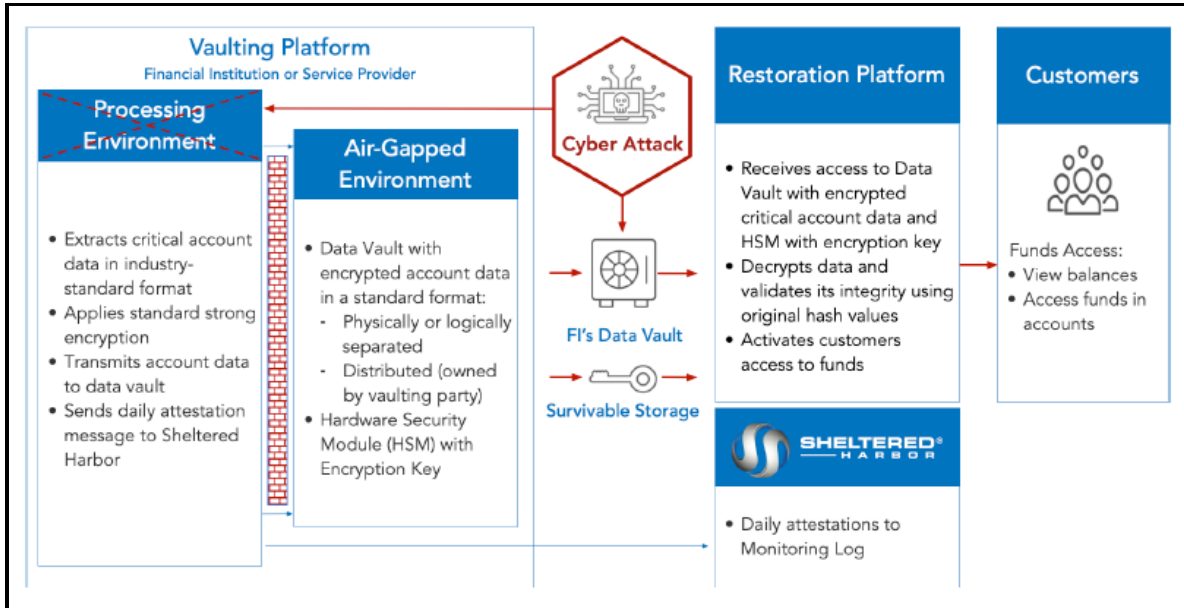 Vaulting Platform
Financial Institution or Service Provider
Processing
Environment
• Extracts critical account
data in industry-
standard format
• Applies standard strong
encryption
• Transmits account data
to data vault
• Sends daily attestation
message to Sheltered
Harbor
Air-Gapped
Environment
• Data Vault with
encrypted account data
in a standard format:
- Physically or logically
separated
- Distributed (owned
by vaulting party)
• Hardware Security
Module (HSM) with
Encryption Key
Cyber Attack
FI's Data Vault
Survivable Storage
Restoration Platform
• Receives access to Data
Vault with encrypted
critical account data and
HSM with encryption key
• Decrypts data and
validates its integrity using
original hash values
• Activates customers
access to funds
SHELTERED®
HARBOR
• Daily attestations to
Monitoring Log
Customers
Funds Access:
• View balances
• Access funds in
accounts